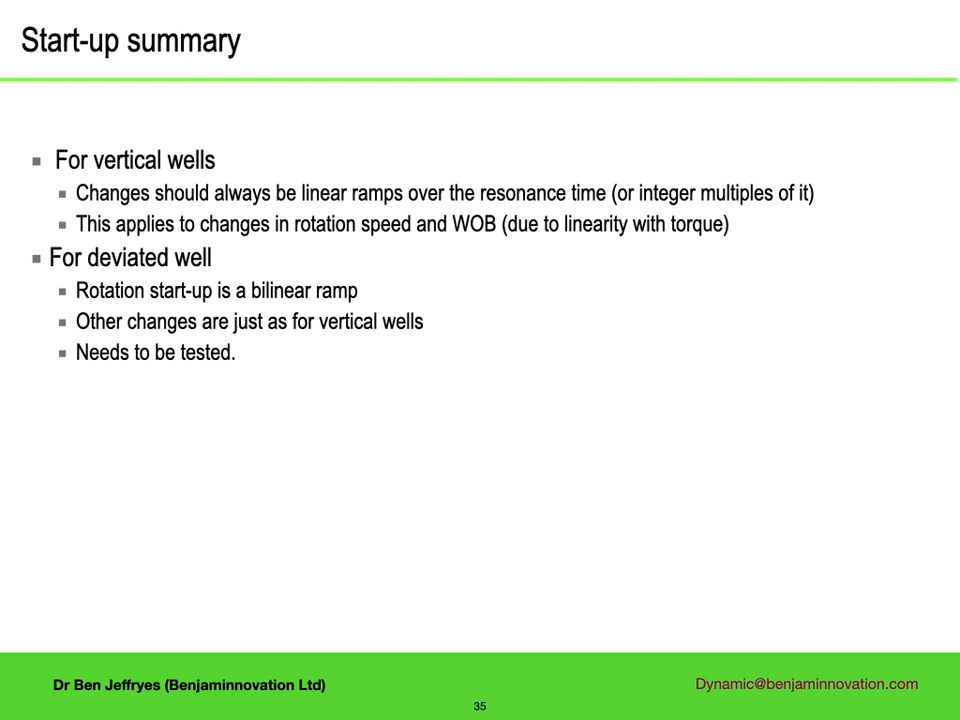 Start-up summary
For vertical wells
Changes should always be linear ramps over the resonance time (or integer multiples of it)
This applies to changes in rotation speed and WOB (due to linearity with torque)
For deviated well
Rotation start-up is a bilinear ramp
Other changes are just as for vertical wells
Needs to be tested.
Dr Ben Jeffryes (Benjaminnovation Ltd)
Dynamic@benjaminnovation.com
35